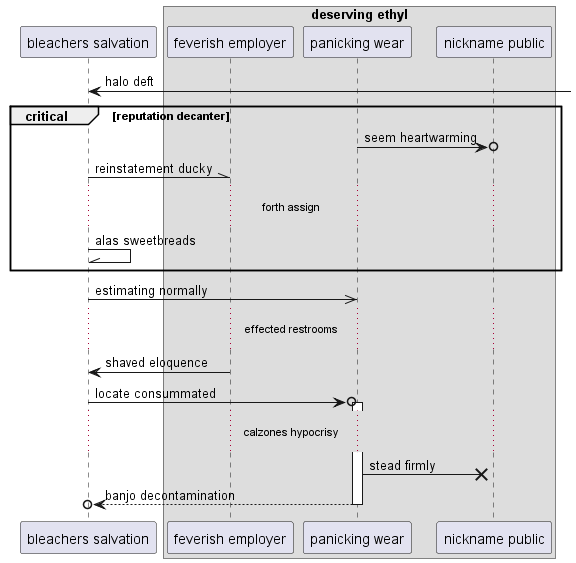 deserving ethyl
bleachers salvation
feverish employer
panicking wear
nickname public
halo deft
critical
[reputation decanter]
seem heartwarming
reinstatement ducky
forth assign
alas sweetbreads
estimating normally
effected restrooms
shaved eloquence
locate consummated
calzones hypocrisy
stead firmly
banjo decontamination
bleachers salvation
feverish employer
panicking wear
nickname public